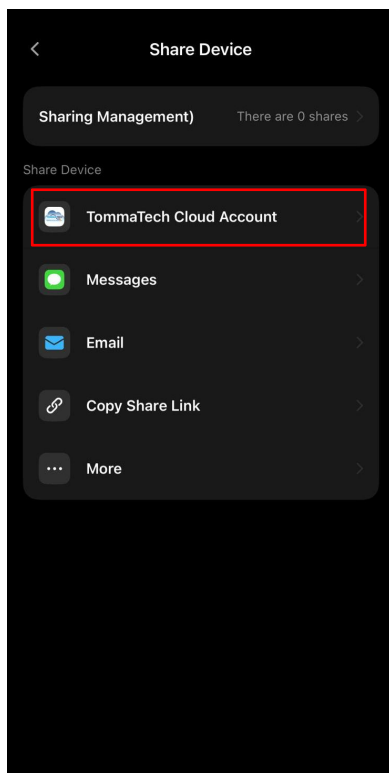 Share Device
Sharing Management) There are 0 shares
Share Device
TommaTech Cloud Account
Messages
Email
Copy Share Link
More